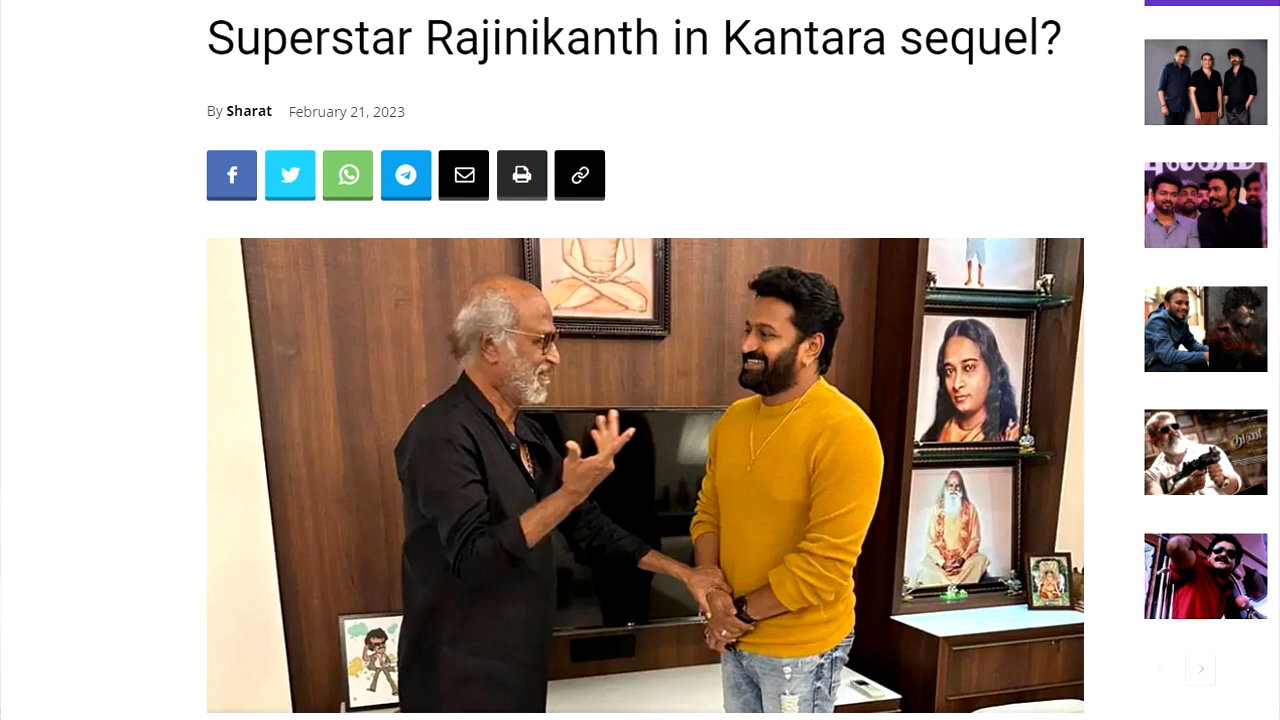 Superstar Rajinikanth in Kantara sequel?
By Sharat February 21, 2023
துணி